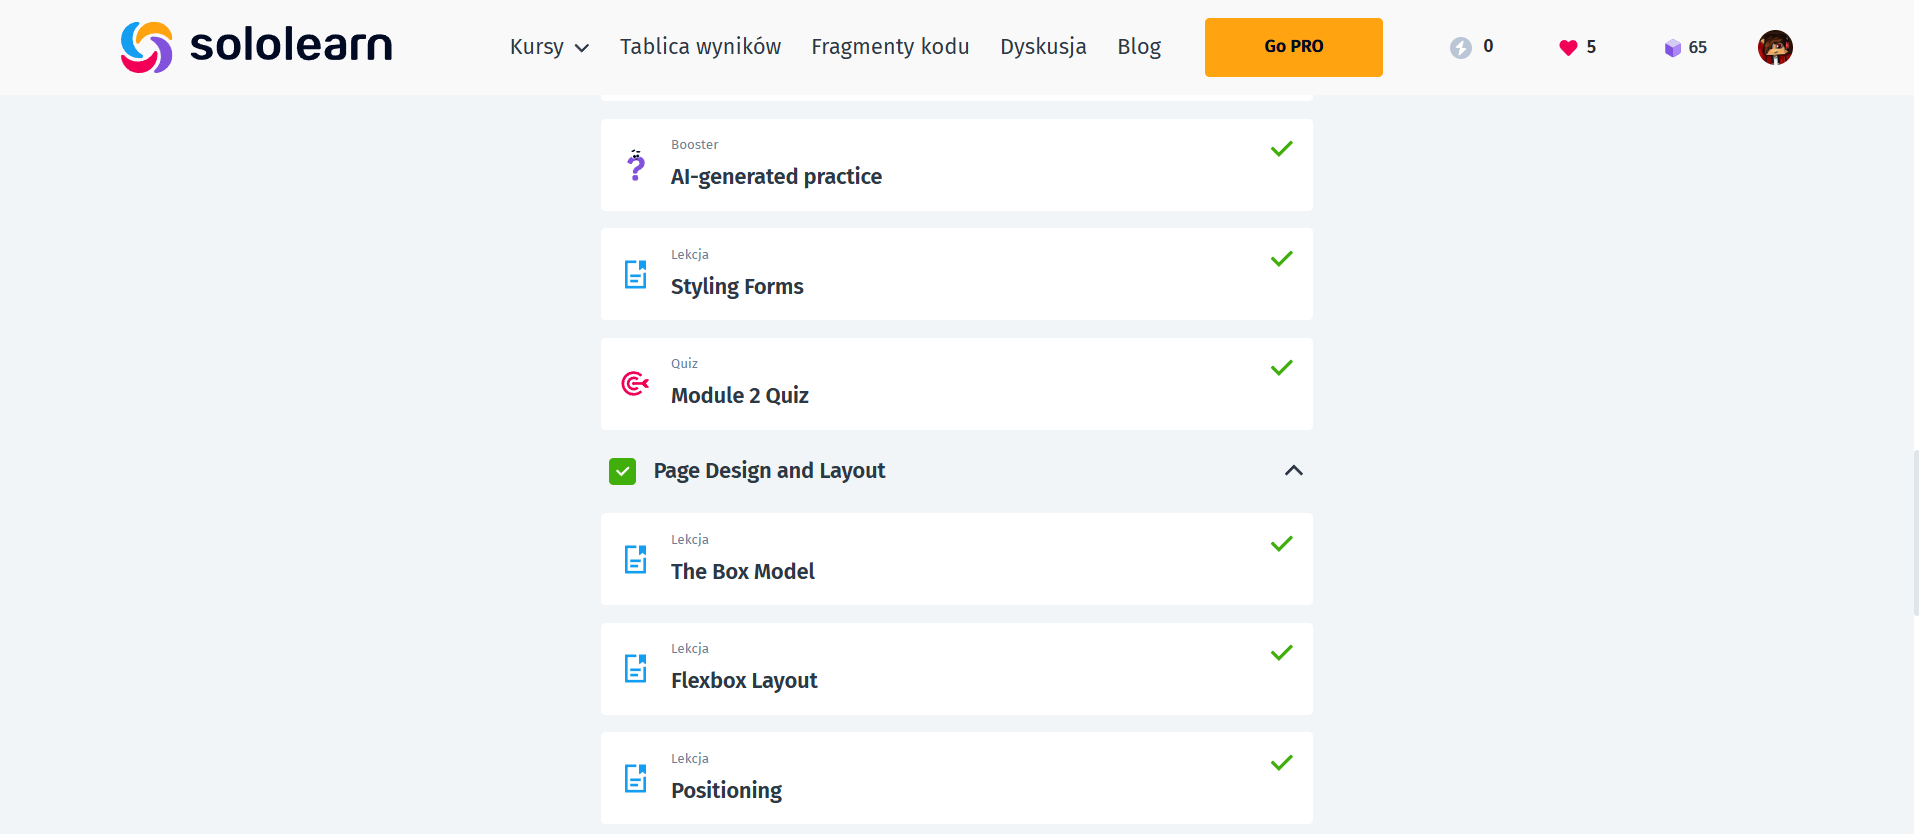 sololearn Kursy Tablica wyników Fragmenty kodu Dyskusja Blog Go PRO 0 5 65
Booster
AI-generated practice
Lekcja
Styling Forms
Quiz
Module 2 Quiz
Page Design and Layout
Lekcja
The Box Model
Lekcja
Flexbox Layout
Lekcja
Positioning